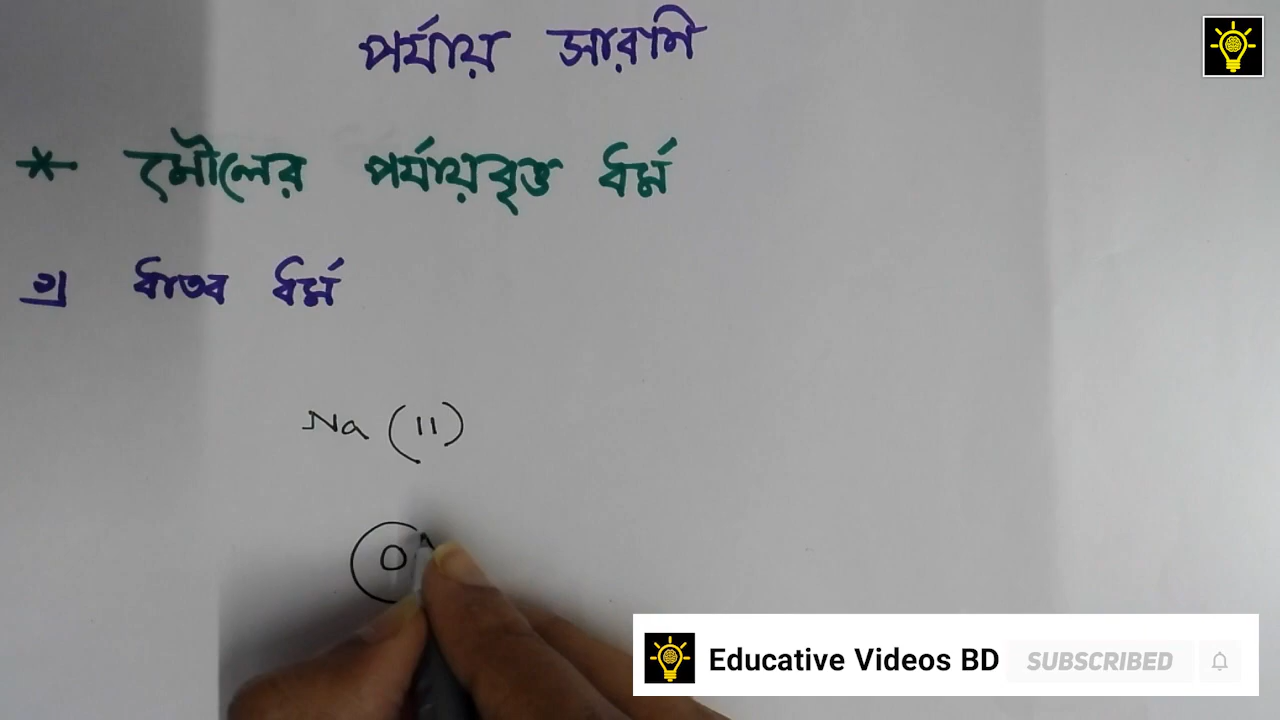 পর্যায় সারণি
* মৌলের পর্যায়বৃত্ত ধর্ম
ধাতব ধর্ম
Na (11)
Educative Videos BD SUBSCRIBED